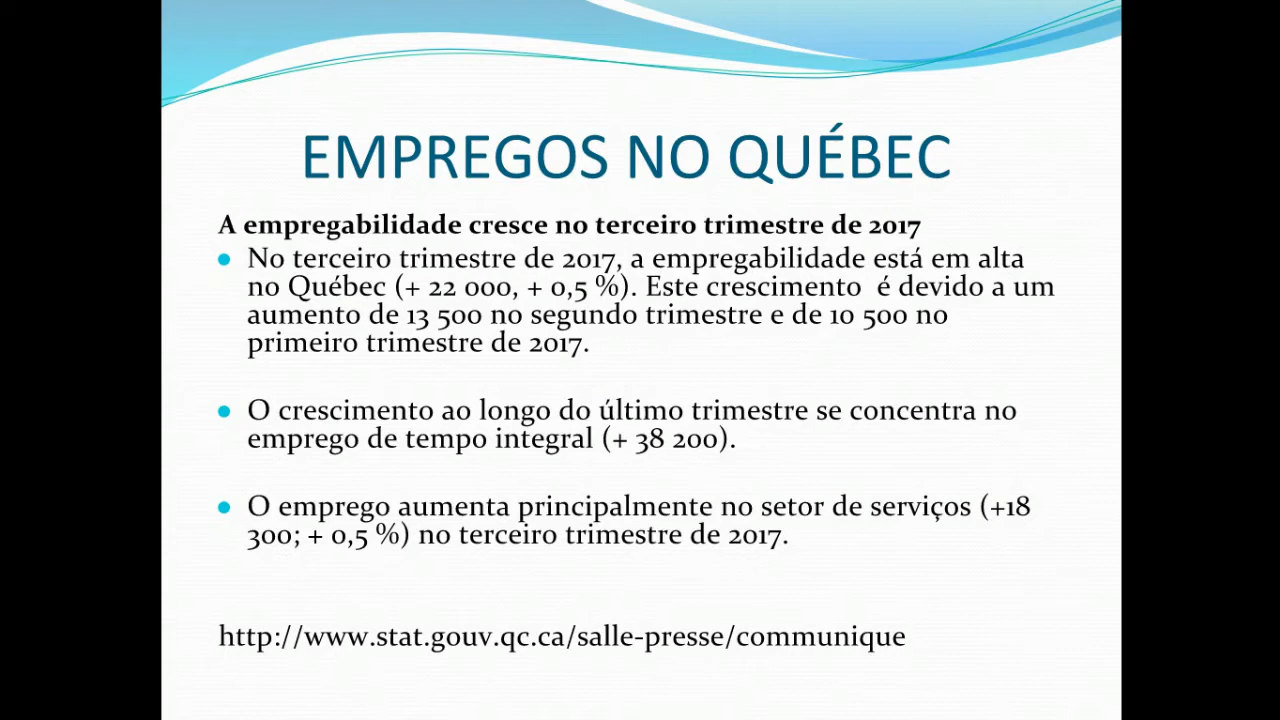 EMPREGOS NO QUÉBEC
A empregabilidade cresce no terceiro trimestre de 2017
• No terceiro trimestre de 2017, a empregabilidade está em alta
no Québec (+ 22 000, + 0,5 %). Este crescimento  é devido a um
aumento de 13 500 no segundo trimestre e de 10 500 no
primeiro trimestre de 2017.
• O crescimento ao longo do último trimestre se concentra no
emprego de tempo integral (+ 38 200).
• O emprego aumenta principalmente no setor de serviços (+18
300; + 0,5 %) no terceiro trimestre de 2017.
http://www.stat.gouv.qc.ca/salle-presse/communique